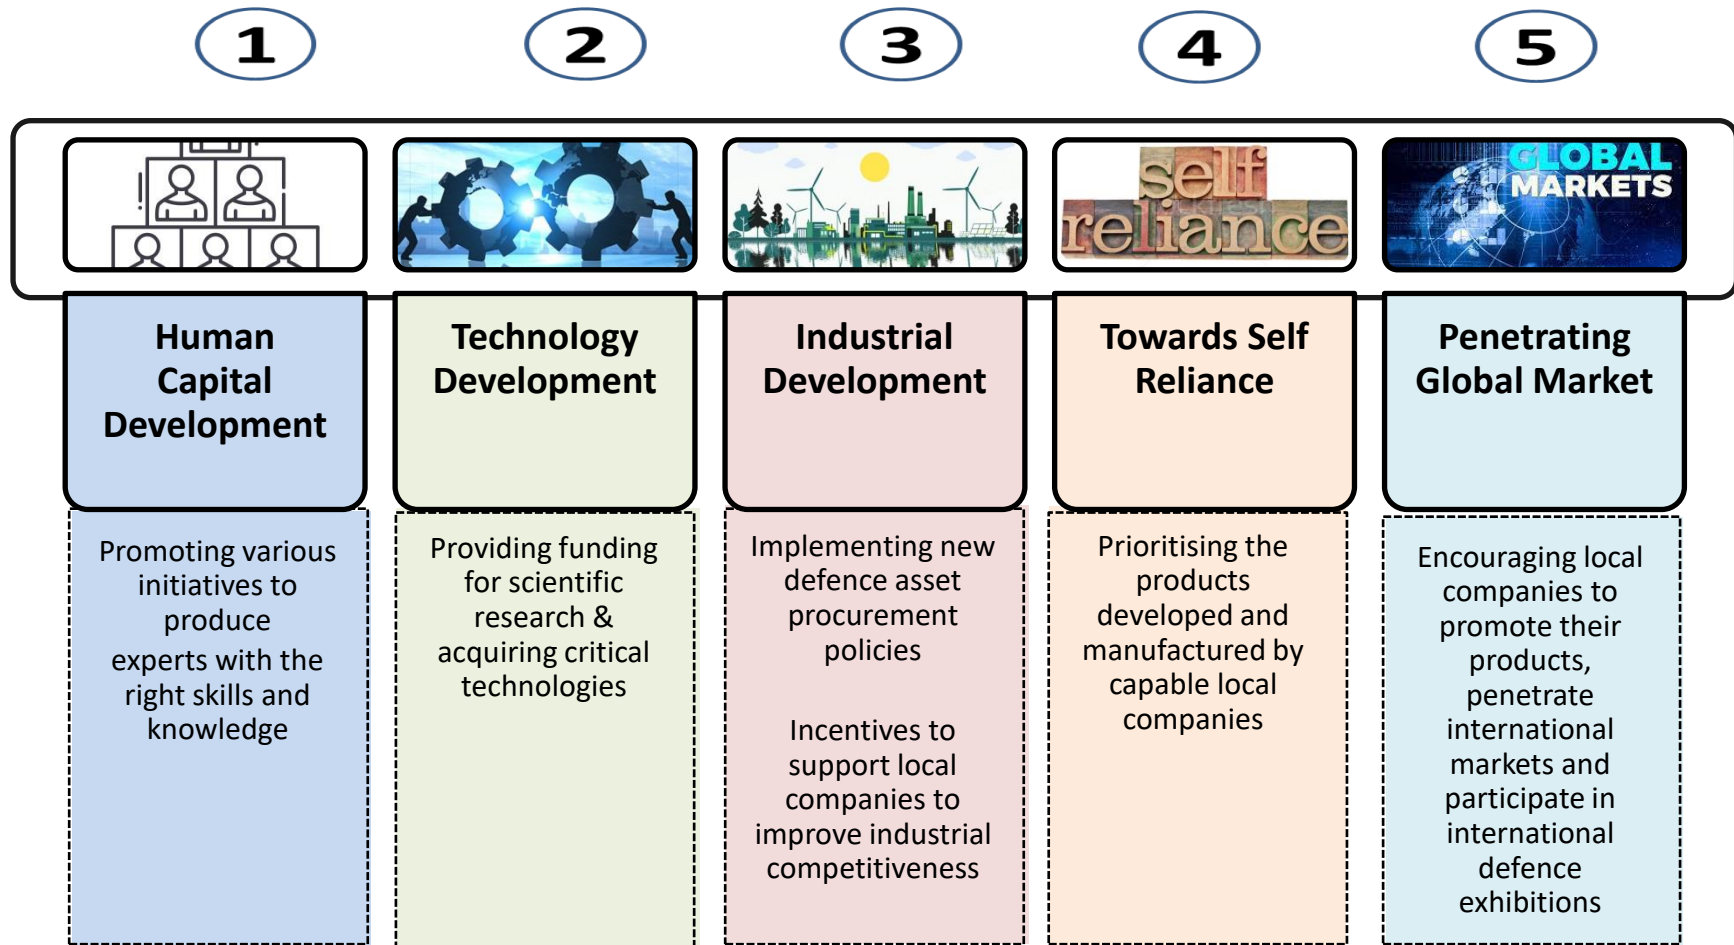 1
2
3
4
5
self
reliance
GLOBAL
MARKETS
Human
Capital
Development
Technology
Development
Industrial
Development
Towards Self
Reliance
Penetrating
Global Market
Promoting various
initiatives to
produce
experts with the
right skills and
knowledge
Providing funding
for scientific
research &
acquiring critical
technologies
Implementing new
defence asset
procurement
policies
Incentives to
support local
companies to
improve industrial
competitiveness
Prioritising the
products
developed and
manufactured by
capable local
companies
Encouraging local
companies to
promote their
products,
penetrate
international
markets and
participate in
international
defence
exhibitions